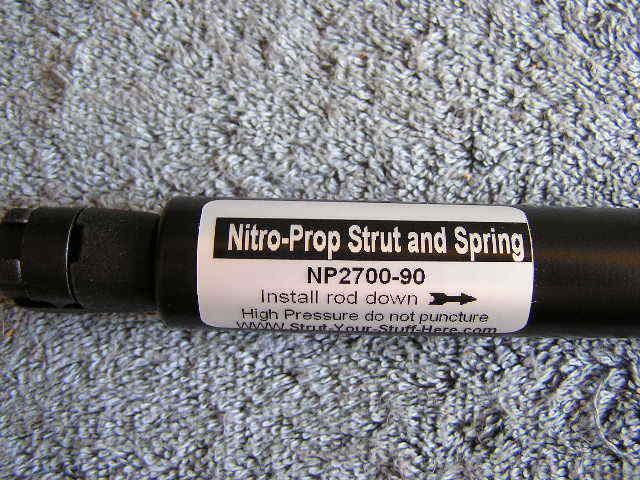 Nitro-Prop Strut and Spring
NP2700-90
Install rod down
High Pressure do not puncture
WWW.Strut-Your-Stuff-Here.com